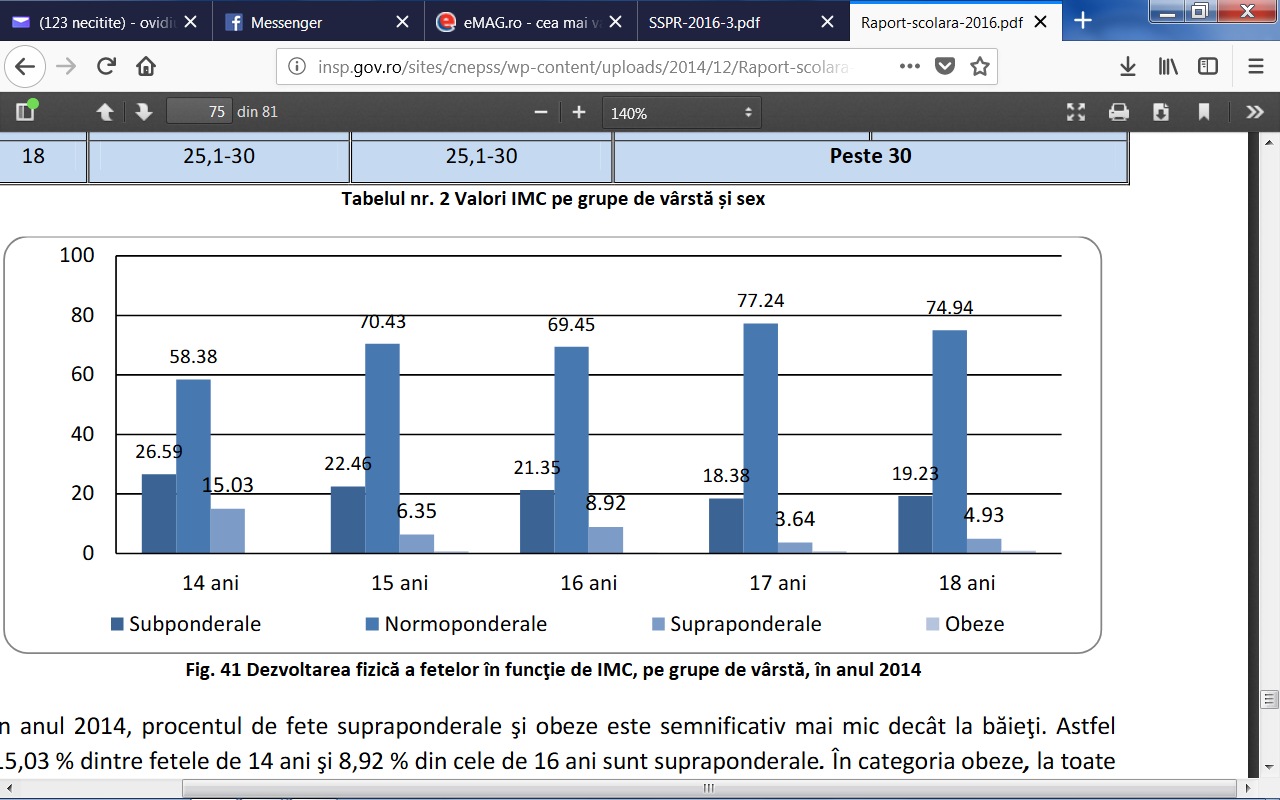 (123 necitite) - ovidi
Messenger
eMAG.ro - cea mai v
SSPR-2016-3.pdf
Raport-scolara-2016.pdf
insp.gov.ro/sites/cnepss/wp-content/uploads/2014/12/Raport-scolara-
75 din 81
140%
18 25,1-30 25,1-30 Peste 30
Tabelul nr. 2 Valori IMC pe grupe de vârstă și sex
100
80
60
40
20
0
26.59 58.38 15.03
22.46 70.43 6.35
21.35 69.45 8.92
18.38 77.24 3.64
19.23 74.94 4.93
14 ani 15 ani 16 ani 17 ani 18 ani
Subponderale Normoponderale Supraponderale Obeze
Fig. 41 Dezvoltarea fizică a fetelor în funcţie de IMC, pe grupe de vârstă, în anul 2014
n anul 2014, procentul de fete supraponderale şi obeze este semnificativ mai mic decât la băieţi. Astfel
15,03 % dintre fetele de 14 ani şi 8,92 % din cele de 16 ani sunt supraponderale. În categoria obeze, la toate